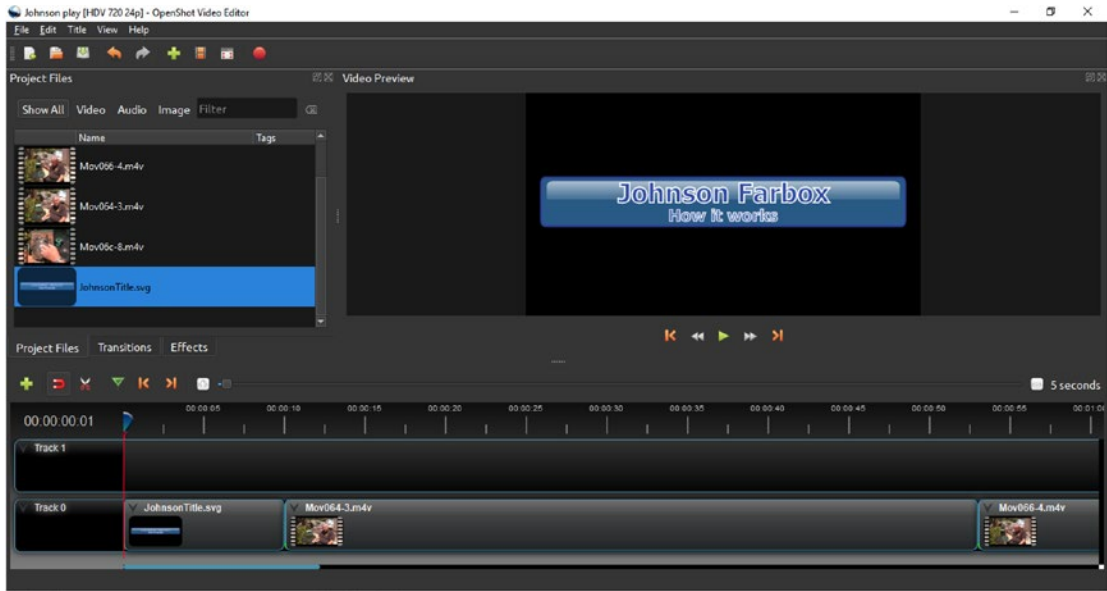 Johnson play [HDV 720 24p] - OpenShot Video Editor
File Edit Title View Help
Project Files
Video Preview
Show All Video Audio Image Filter
Name Tags
Mov066-4.m4v
Mov064-3.m4v
Mov06c-8.m4v
JohnsonTitle.svg
Johnson Farbox
How it works
Project Files Transitions Effects
5 seconds
00:00:00.01
00:00:05 00:00:10 00:00:15 00:00:20 00:00:25 00:00:30 00:00:35 00:00:40 00:00:45 00:00:50 00:00:55 00:01:0
Track 1
Track 0
JohnsonTitle.svg Mov064-3.m4v Mov066-4.m4v